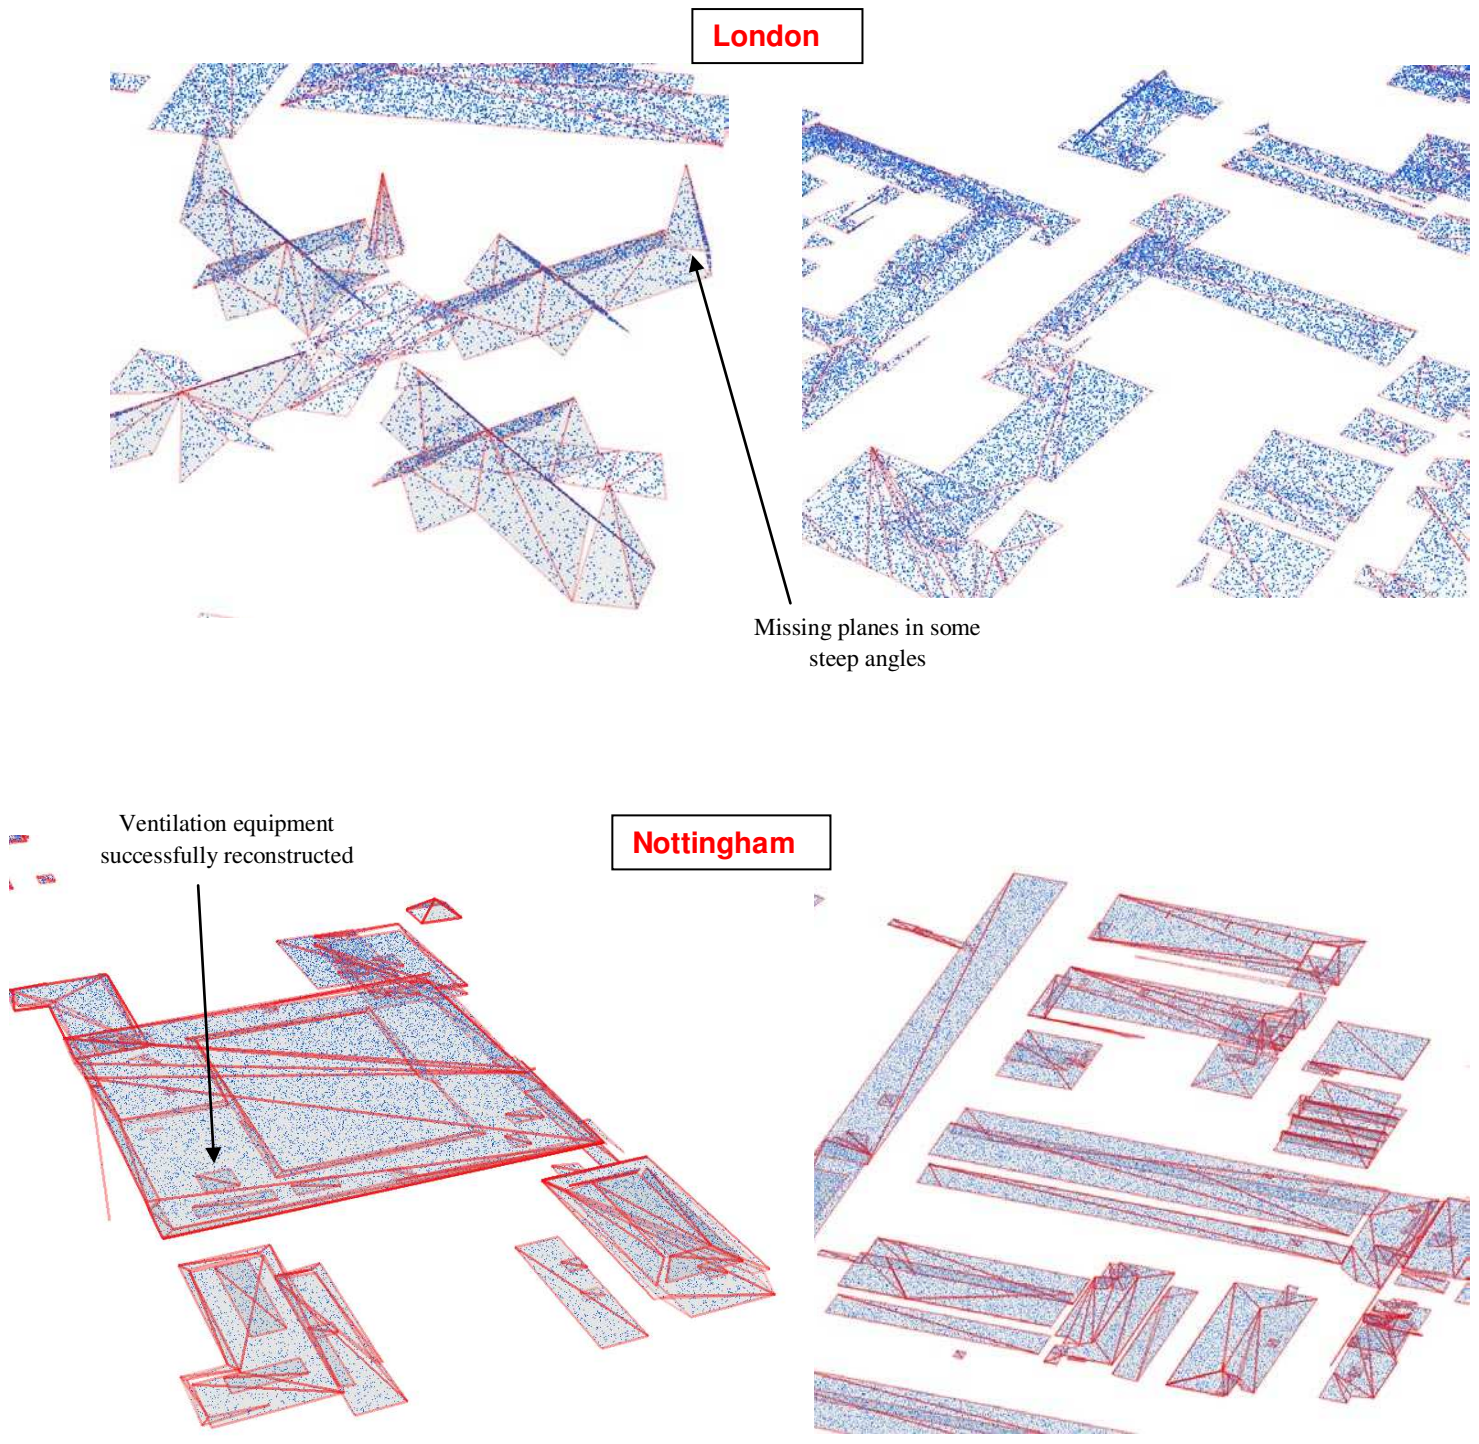 London
Missing planes in some
steep angles
Ventilation equipment
successfully reconstructed
Nottingham